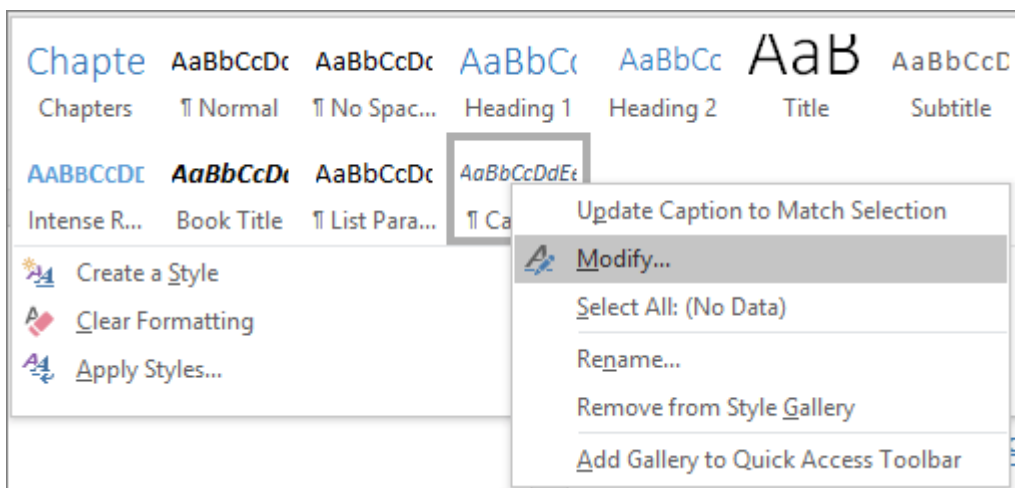 Chapte AaBbCcDc AaBbCcDc AaBbCc AaBbCc AaB AaBbCcD
Chapters ¶ Normal ¶ No Spac... Heading 1 Heading 2 Title Subtitle
AABBCCDE AaBbCcDc AaBbCcDc AaBbCcDdEe
Intense R... Book Title ¶ List Para... ¶ Ca
Update Caption to Match Selection
Modify...
Select All: (No Data)
Rename...
Remove from Style Gallery
Add Gallery to Quick Access Toolbar
Create a Style
Clear Formatting
Apply Styles...